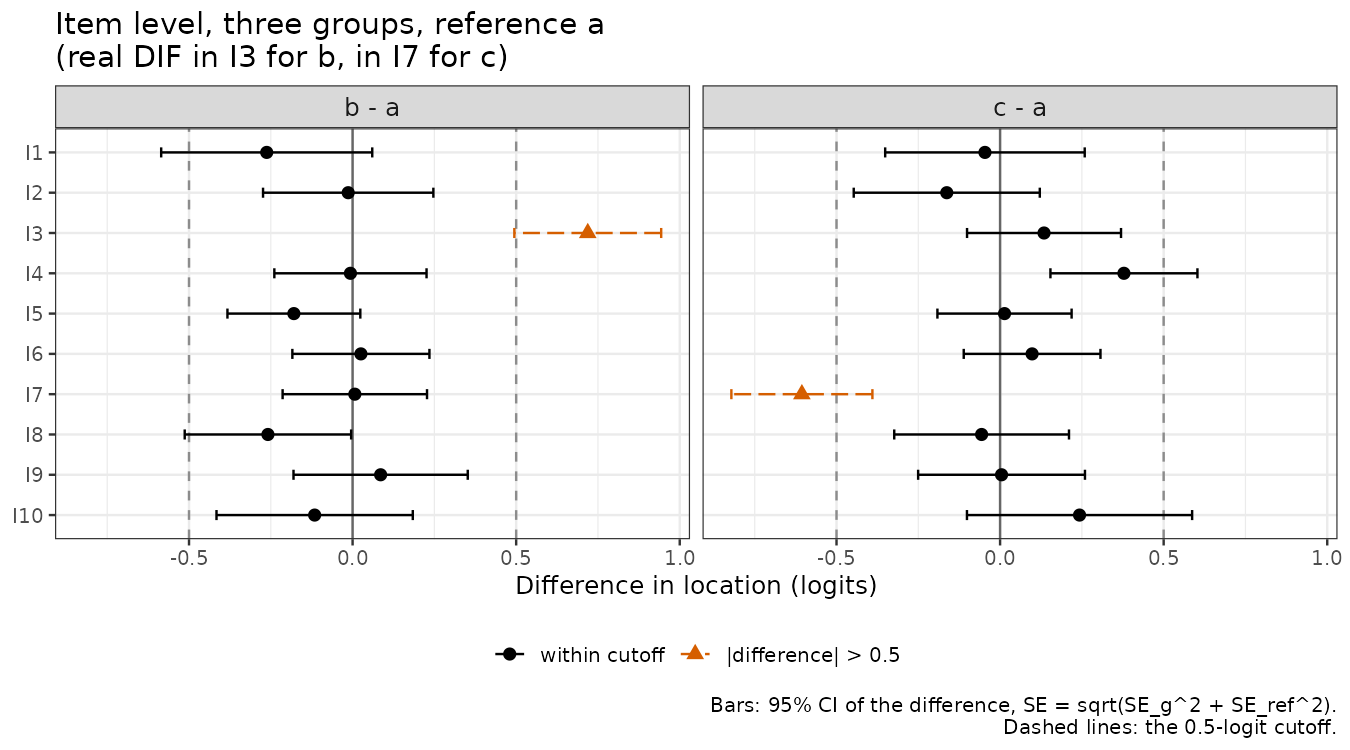 Item level, three groups, reference a
(real DIF in I3 for b, in I7 for c)
b - a
c - a
I1
I2
I3
I4
I5
I6
I7
I8
I9
I10
-0.5 0.0 0.5 1.0
-0.5 0.0 0.5 1.0
Difference in location (logits)
within cutoff |difference| > 0.5
Bars: 95% CI of the difference, SE = sqrt(SE_g^2 + SE_ref^2).
Dashed lines: the 0.5-logit cutoff.